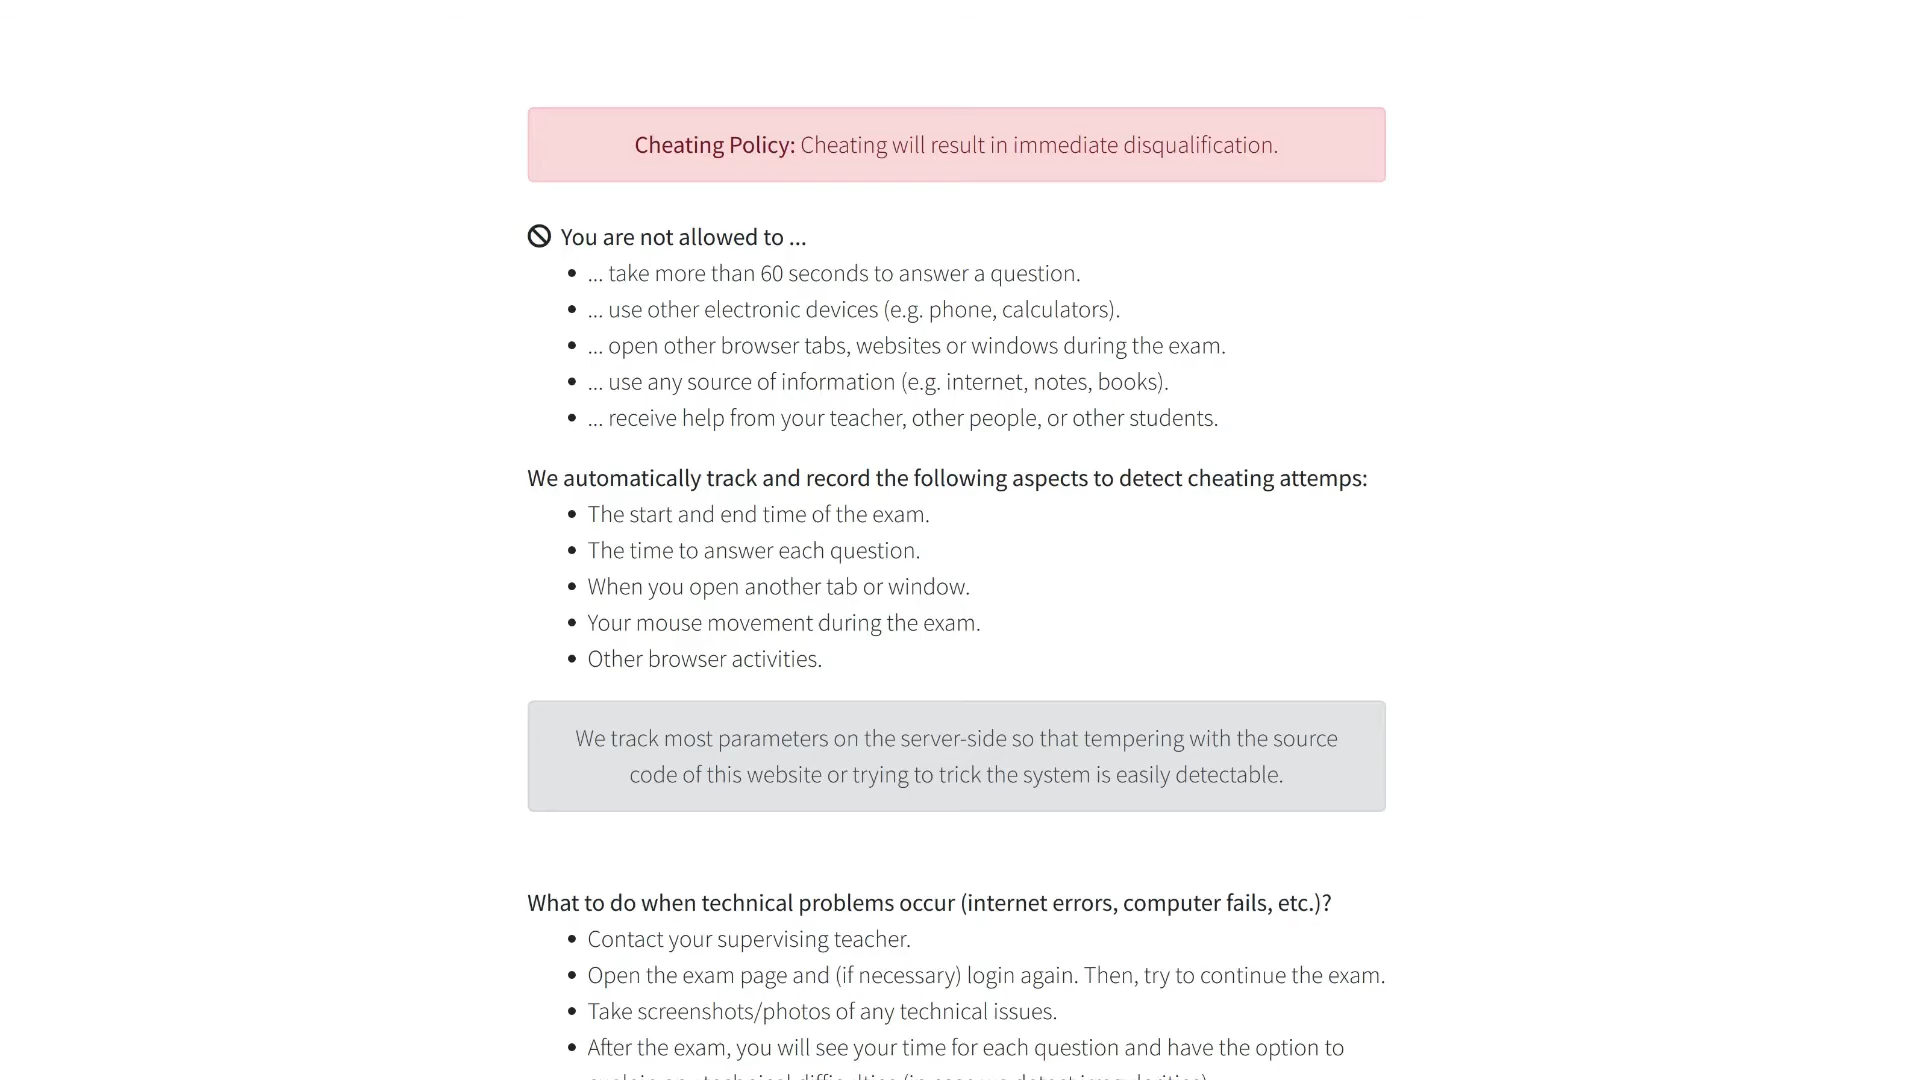 Cheating Policy: Cheating will result in immediate disqualification.
You are not allowed to ...
... take more than 60 seconds to answer a question.
... use other electronic devices (e.g. phone, calculators).
... open other browser tabs, websites or windows during the exam.
... use any source of information (e.g. internet, notes, books).
... receive help from your teacher, other people, or other students.
We automatically track and record the following aspects to detect cheating attemps:
The start and end time of the exam.
The time to answer each question.
When you open another tab or window.
Your mouse movement during the exam.
Other browser activities.
We track most parameters on the server-side so that tempering with the source
code of this website or trying to trick the system is easily detectable.
What to do when technical problems occur (internet errors, computer fails, etc.)?
Contact your supervising teacher.
Open the exam page and (if necessary) login again. Then, try to continue the exam.
Take screenshots/photos of any technical issues.
After the exam, you will see your time for each question and have the option to